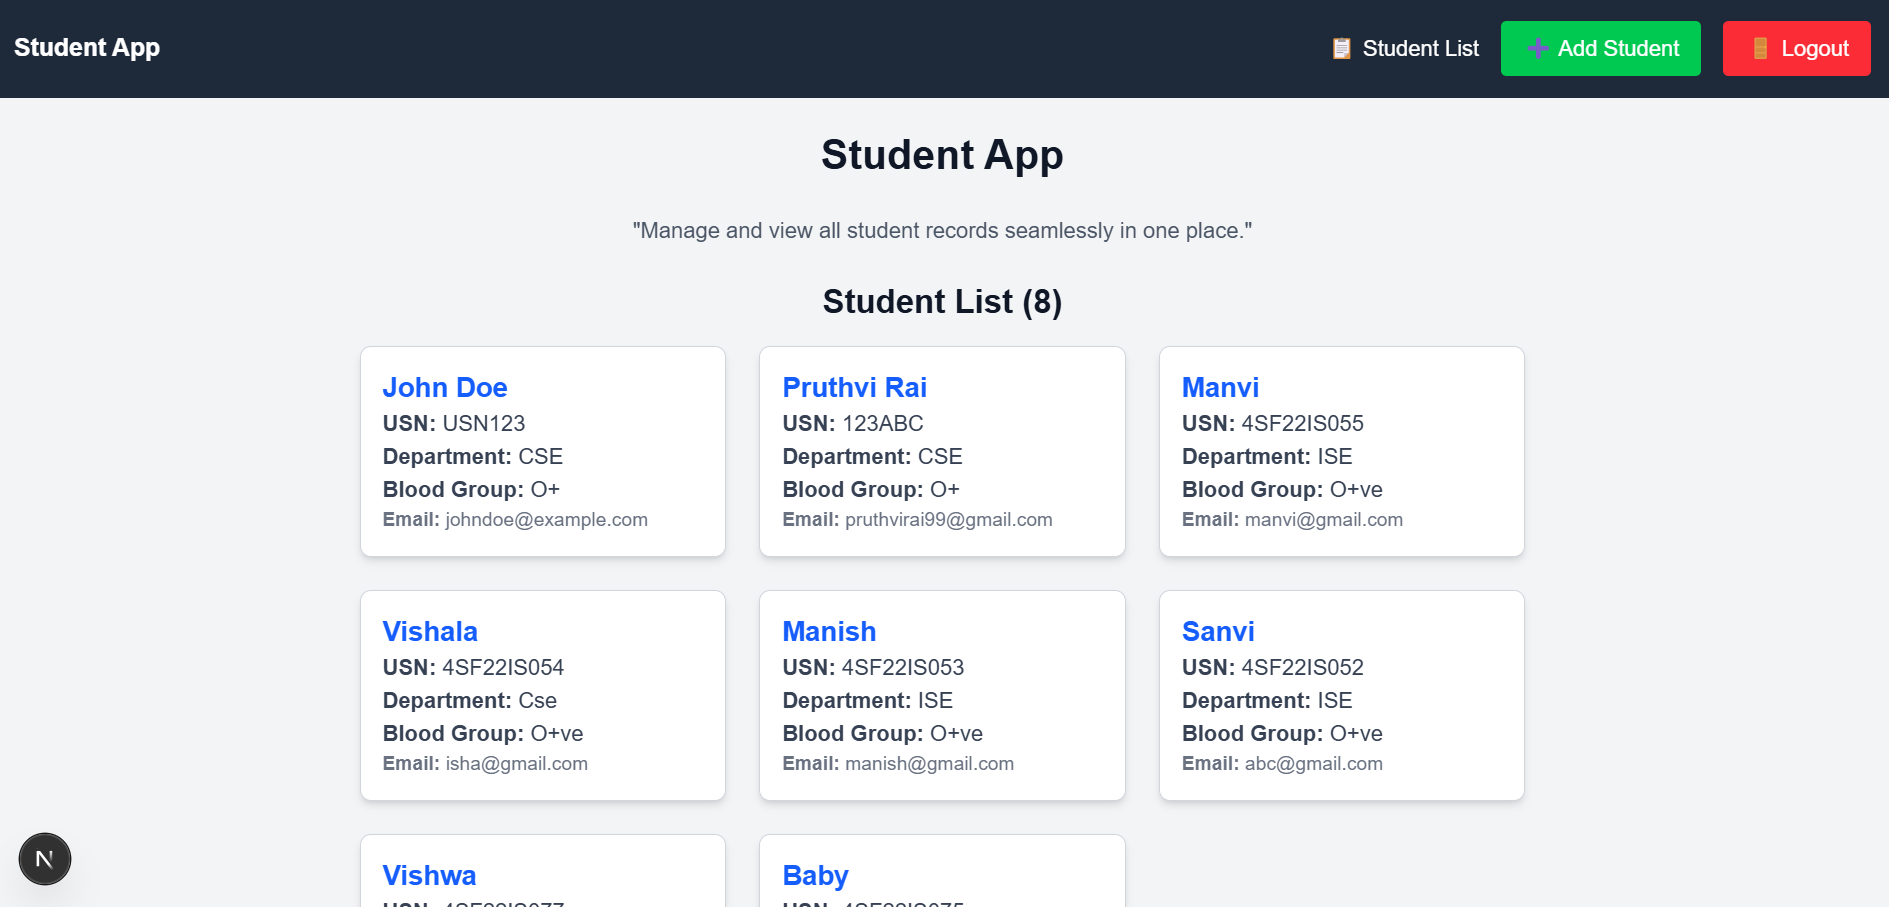 Student App
Student List
Add Student
Logout
Student App
"Manage and view all student records seamlessly in one place."
Student List (8)
John Doe
USN: USN123
Department: CSE
Blood Group: O+
Email: johndoe@example.com
Pruthvi Rai
USN: 123ABC
Department: CSE
Blood Group: O+
Email: pruthvirai99@gmail.com
Manvi
USN: 4SF22IS055
Department: ISE
Blood Group: O+ve
Email: manvi@gmail.com
Vishala
USN: 4SF22IS054
Department: Cse
Blood Group: O+ve
Email: isha@gmail.com
Manish
USN: 4SF22IS053
Department: ISE
Blood Group: O+ve
Email: manish@gmail.com
Sanvi
USN: 4SF22IS052
Department: ISE
Blood Group: O+ve
Email: abc@gmail.com
Vishwa
USN:
Baby
USN:
N